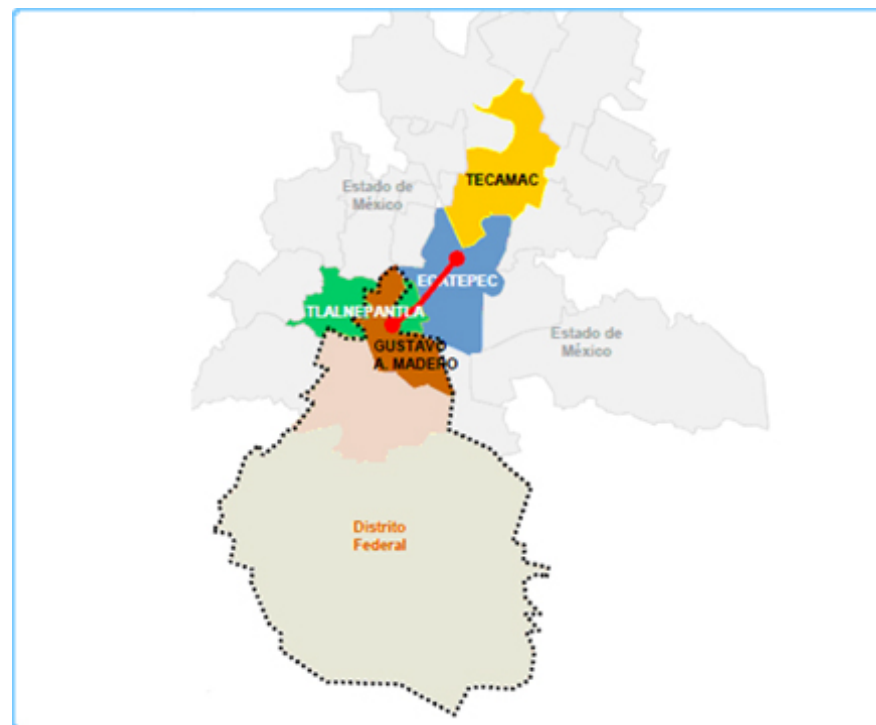 TECAMAC
Estado de
México
ECATEPEC
TLALNEPANTLA
GUSTAVO
A. MADERO
Estado de
México
Distrito
Federal